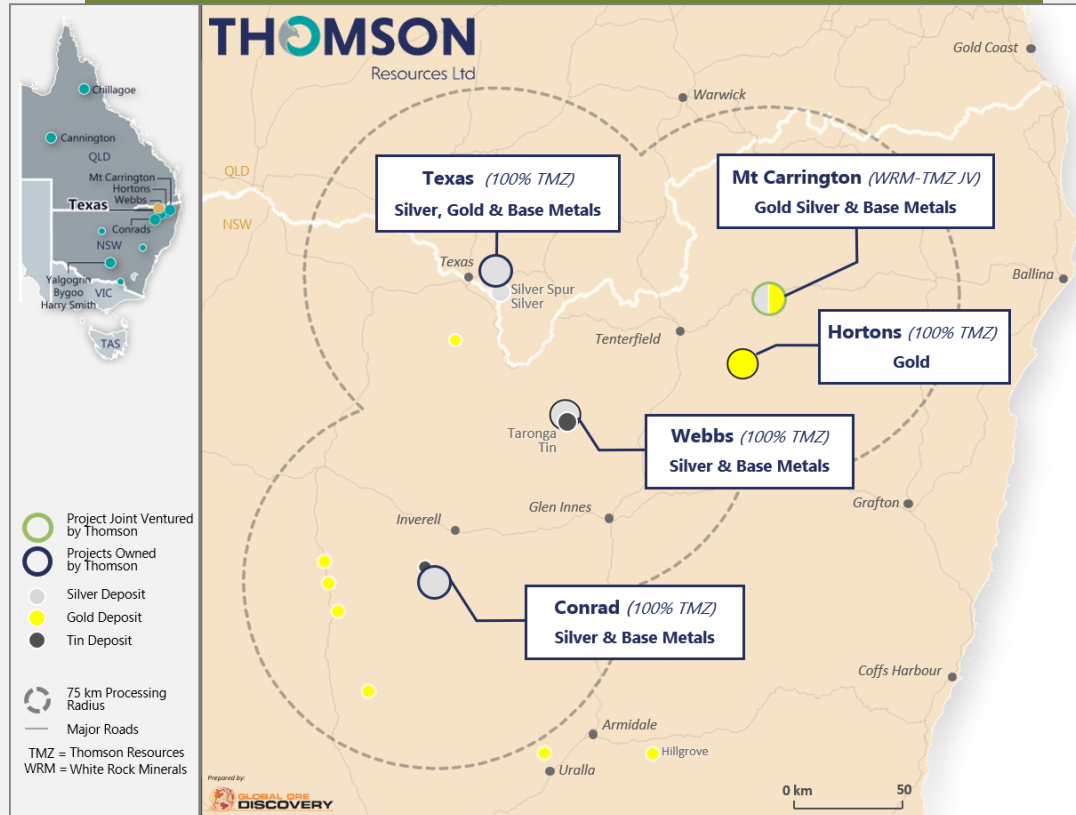 THOMSON
Resources Ltd
Chillagoe
Cannington
QLD
Mt Carrington
Hortons
Webbs
Texas
Conrads
NSW
Yalgogrin
Bygoo
Harry Smith
VIC
TAS
Project Joint Ventured
by Thomson
Projects Owned
by Thomson
Silver Deposit
Gold Deposit
Tin Deposit
75 km Processing
Radius
Major Roads
TMZ = Thomson Resources
WRM = White Rock Minerals
Gold Coast
Warwick
QLD
NSW
Texas (100% TMZ)
Silver, Gold & Base Metals
Mt Carrington (WRM-TMZ JV)
Gold Silver & Base Metals
Texas
Silver Spur
Silver
Ballina
Tenterfield
Hortons (100% TMZ)
Gold
Taronga
Tin
Webbs (100% TMZ)
Silver & Base Metals
Grafton
Glen Innes
Inverell
Conrad (100% TMZ)
Silver & Base Metals
Coffs Harbour
Armidale
Hillgrove
Uralla
Prepared by:
GLOBAL ORE
DISCOVERY
0 km 50